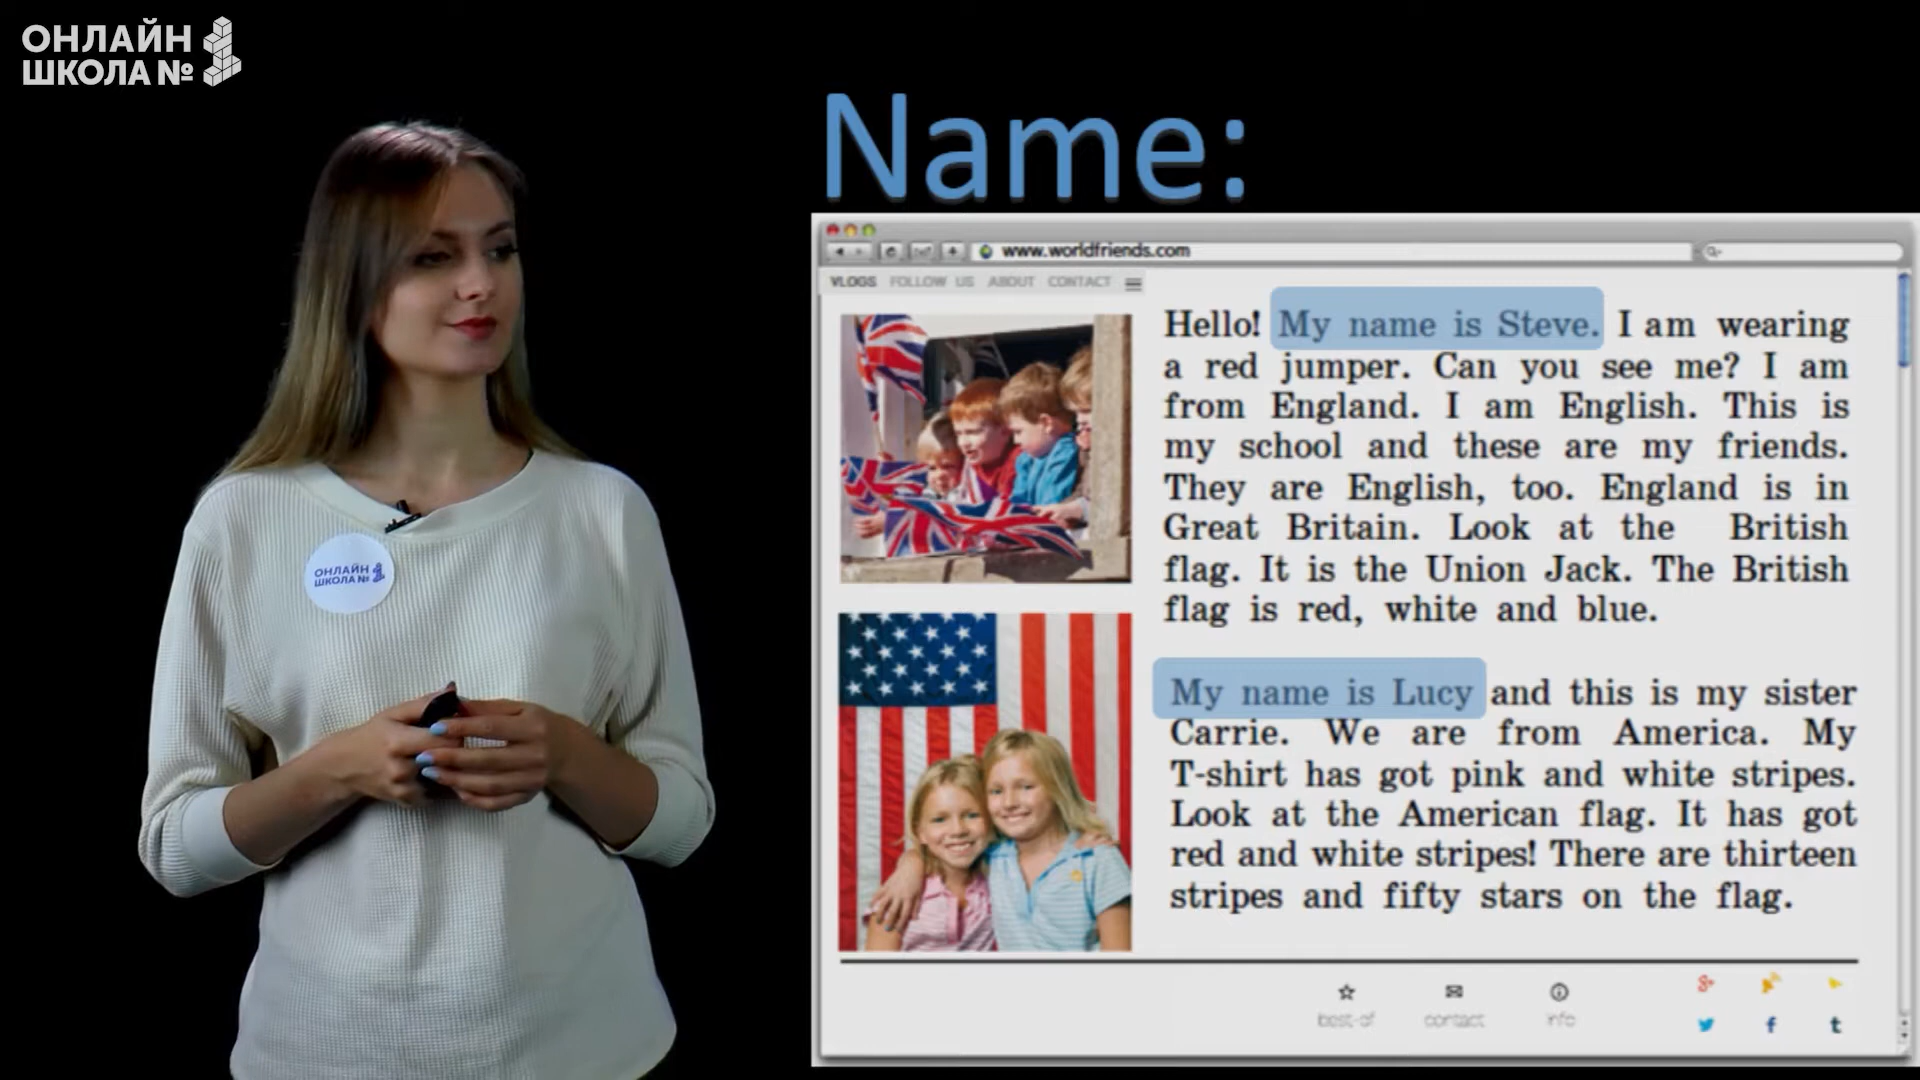 ОНЛАЙН
ШКОЛА №
Name:
www.worldfriends.com
VLOGS FOLLOW US ABOUT CONTACT
Hello! My name is Steve. I am wearing
a red jumper. Can you see me? I am
from England. I am English. This is
my school and these are my friends.
They are English, too. England is in
Great Britain. Look at the British
flag. It is the Union Jack. The British
flag is red, white and blue.
My name is Lucy and this is my sister
Carrie. We are from America. My
T-shirt has got pink and white stripes.
Look at the American flag. It has got
red and white stripes! There are thirteen
stripes and fifty stars on the flag.
best-of contact info
ОНЛАЙН
ШКОЛА №